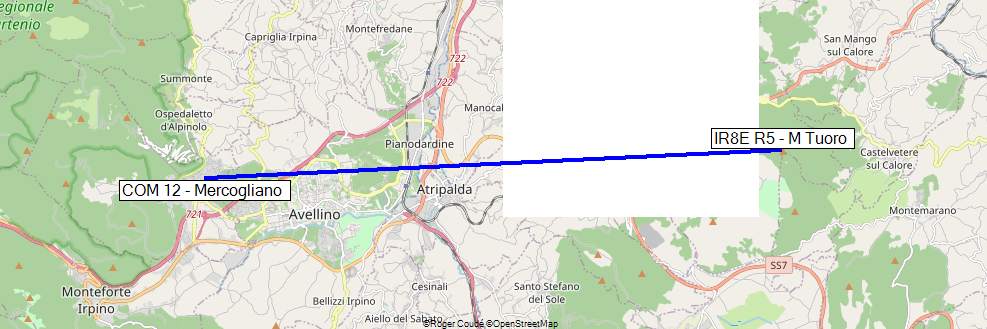 egionale
artenio
Capriglia Irpina
Montefredane
722
722
San Mango
sul Calore
Summonte
Ospedaletto
d'Alpinolo
Manocal
Pianodardine
IR8E R5 - M Tuoro
Castelvetere
sul Calore
COM 12 - Mercogliano
Atripalda
721
Avellino
Montemarano
SS7
Monteforte
Irpino
Bellizzi Irpino
Cesinali
Santo Stefano
del Sole
Aiello del Sabato
©Roger Coudé ©OpenStreetMap